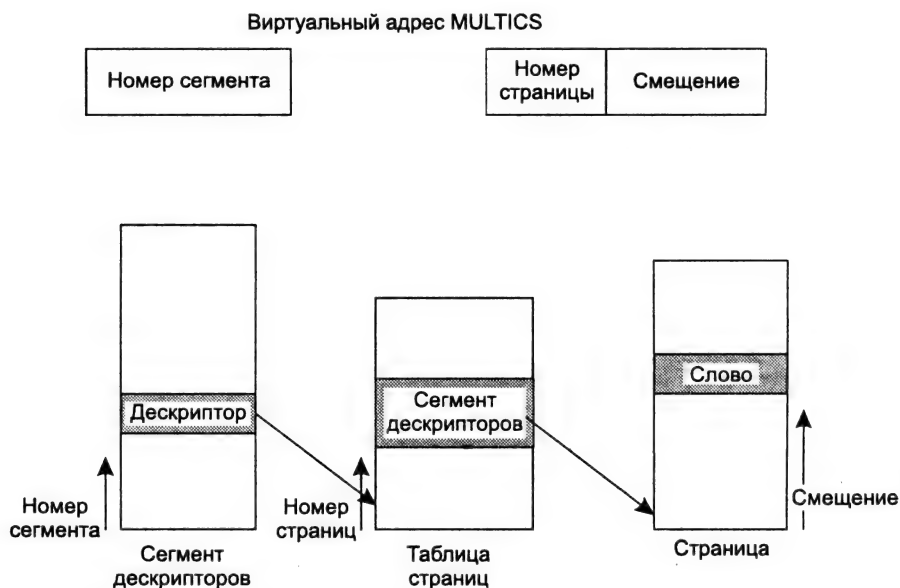 Виртуальный адрес MULTICS
Номер сегмента
Номер
страницы
Смещение
Дескриптор
Сегмент
дескрипторов
Слово
Номер
сегмента
Номер
страниц
Смещение
Сегмент
дескрипторов
Таблица
страниц
Страница